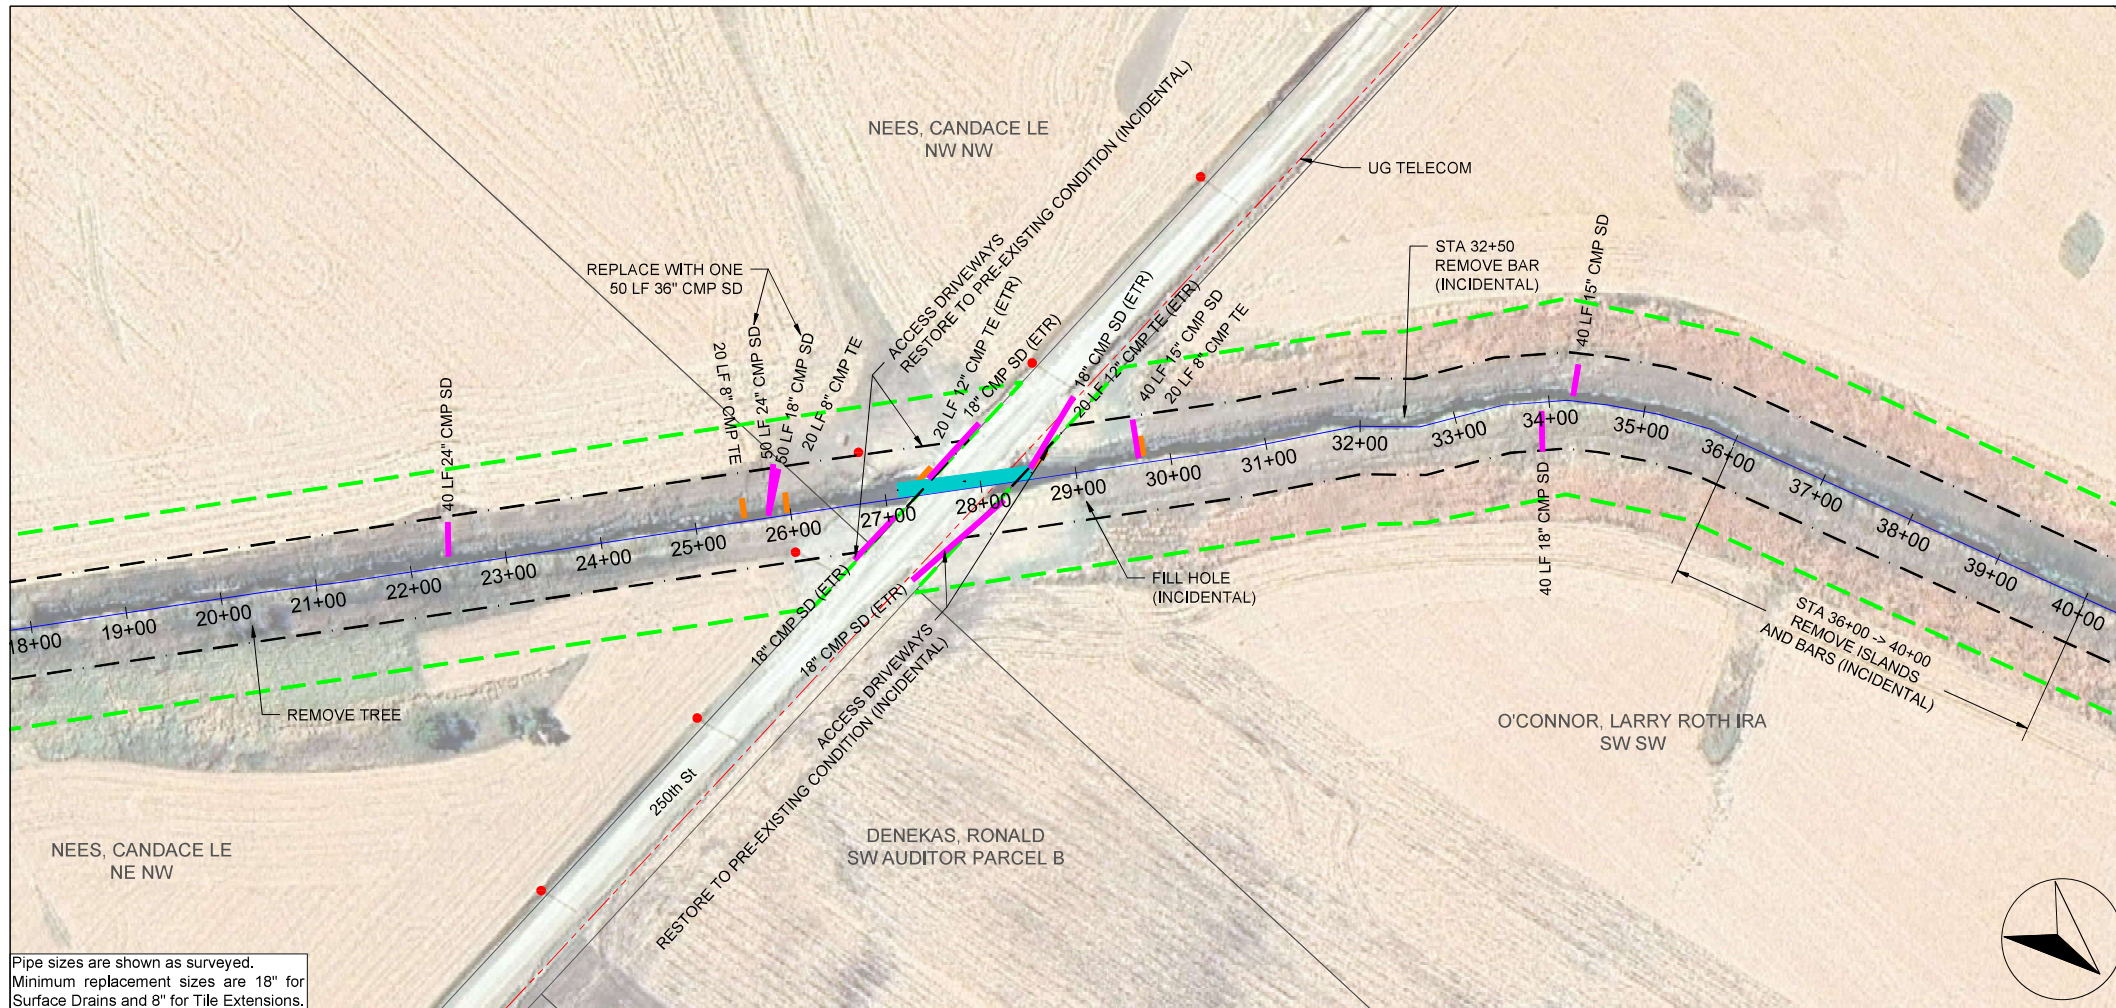 NEES, CANDACE LE
NW NW
UG TELECOM
ACCESS DRIVEWAYS
RESTORE TO PRE-EXISTING CONDITION (INCIDENTAL)
REPLACE WITH ONE
50 LF 36" CMP SD
STA 32+50
REMOVE BAR
(INCIDENTAL)
40 LF 15" CMP SD
40 LF 24" CMP SD
20 LF 8" CMP TE
50 LF 24" CMP SD
50 LF 18" CMP SD
20 LF 8" CMP TE
20 LF 12" CMP TE (ETR)
18" CMP SD (ETR)
18" CMP SD (ETR)
20 LF 12" CMP TE (ETR)
40 LF 15" CMP SD
20 LF 8" CMP TE
18+00
19+00
20+00
21+00
22+00
23+00
24+00
25+00
26+00
27+00
28+00
29+00
30+00
31+00
32+00
33+00
34+00
35+00
36+00
37+00
38+00
39+00
40+00
40 LF 18" CMP SD
FILL HOLE
(INCIDENTAL)
18" CMP SD (ETR)
18" CMP SD (ETR)
STA 36+00 -> 40+00
REMOVE ISLANDS
AND BARS (INCIDENTAL)
REMOVE TREE
ACCESS DRIVEWAYS
RESTORE TO PRE-EXISTING CONDITION (INCIDENTAL)
250th St
O'CONNOR, LARRY ROTH IRA
SW SW
DENEKAS, RONALD
SW AUDITOR PARCEL B
NEES, CANDACE LE
NE NW
Pipe sizes are shown as surveyed.
Minimum replacement sizes are 18" for
Surface Drains and 8" for Tile Extensions.